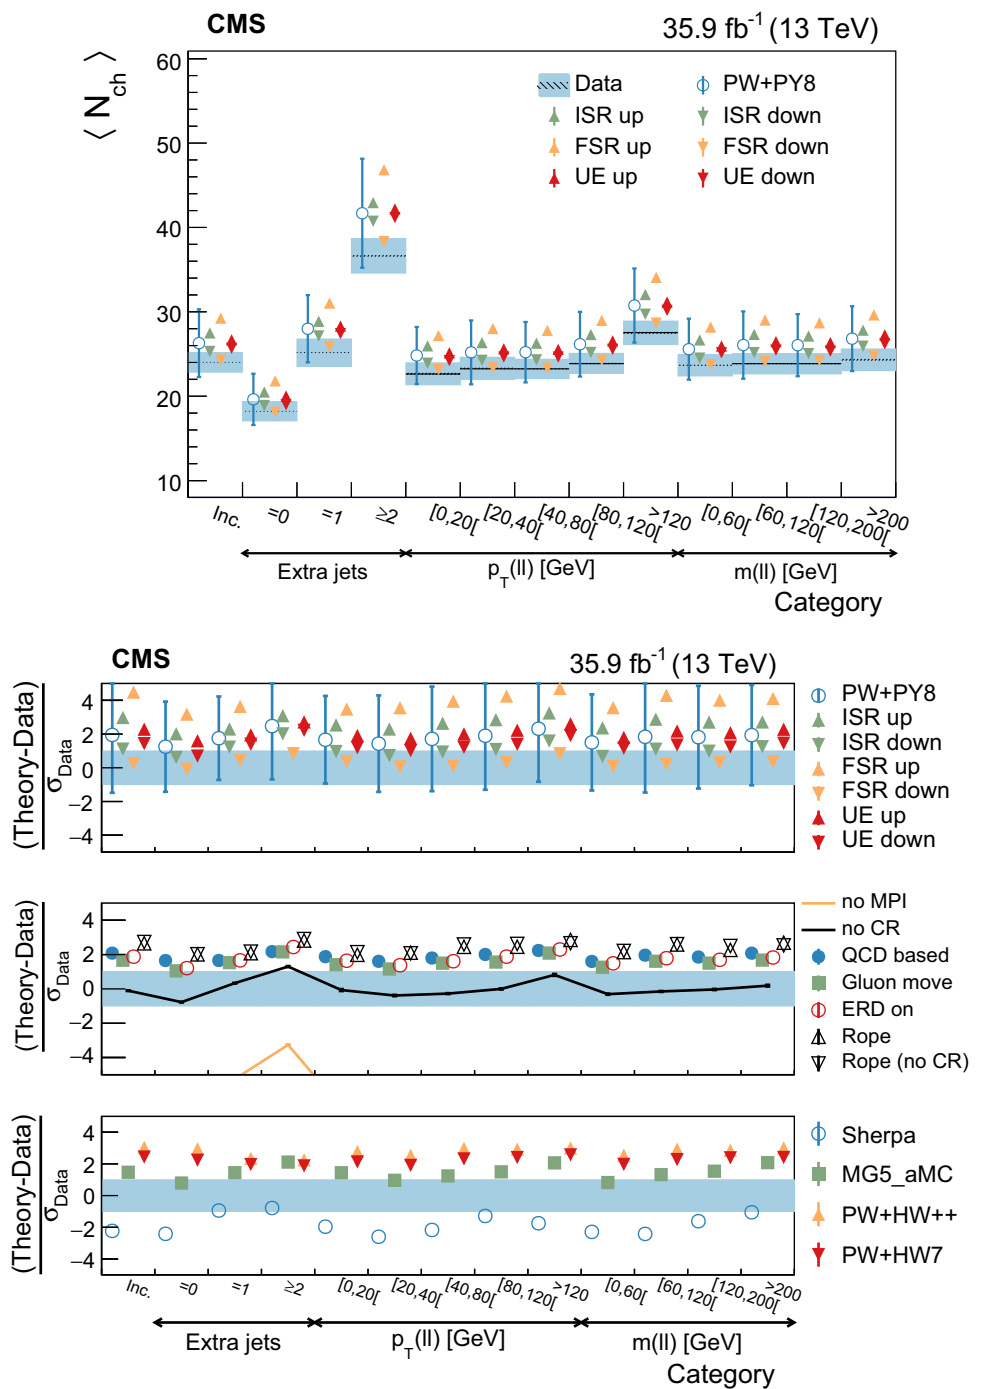 CMS 35.9 fb⁻¹ (13 TeV)
⟨ N_ch ⟩
60
50
40
30
20
10
Data PW+PY8
ISR up ISR down
FSR up FSR down
UE up UE down
Inc. =0 =1 ≥2 [0,20[ [20,40[ [40,80[ [80,120[ >120 [0,60[ [60,120[ [120,200[ >200
Extra jets p_T(ll) [GeV] m(ll) [GeV]
Category
CMS 35.9 fb⁻¹ (13 TeV)
(Theory-Data)
σ_Data
4
2
0
−2
−4
PW+PY8
ISR up
ISR down
FSR up
FSR down
UE up
UE down
(Theory-Data)
σ_Data
4
2
0
−2
−4
no MPI
no CR
QCD based
Gluon move
ERD on
Rope
Rope (no CR)
(Theory-Data)
σ_Data
4
2
0
−2
−4
Sherpa
MG5_aMC
PW+HW++
PW+HW7
Inc. =0 =1 ≥2 [0,20[ [20,40[ [40,80[ [80,120[ >120 [0,60[ [60,120[ [120,200[ >200
Extra jets p_T(ll) [GeV] m(ll) [GeV]
Category